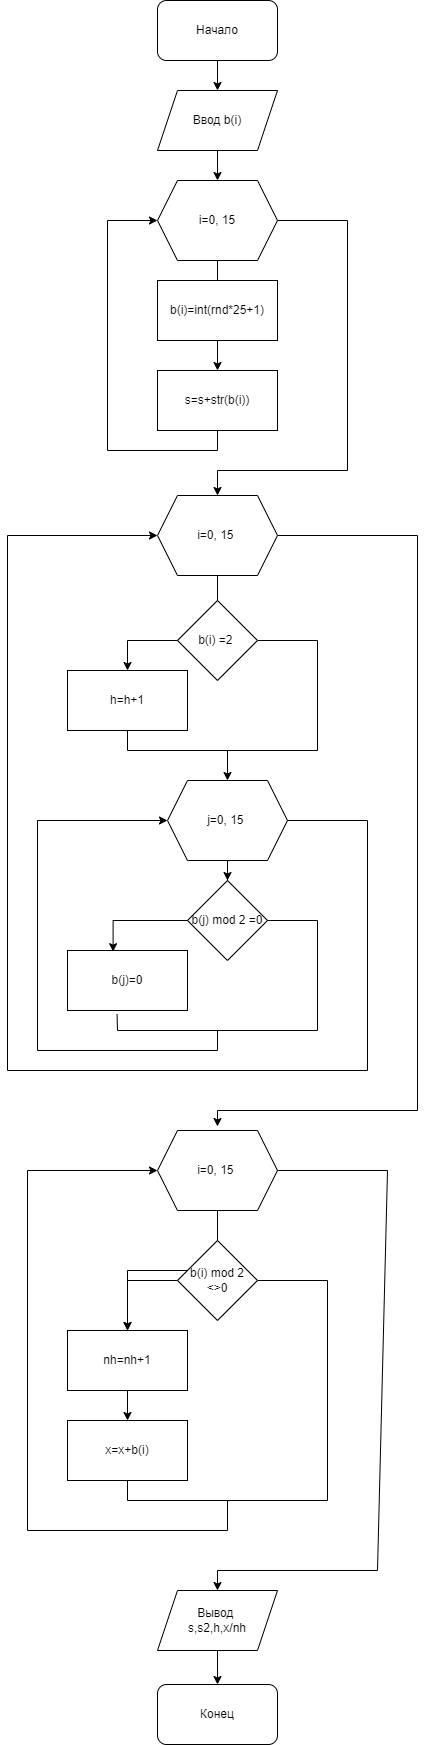 Начало
Ввод b(i)
i=0, 15
b(i)=int(rnd*25+1)
s=s+str(b(i))
i=0, 15
b(i) =2
h=h+1
j=0, 15
b(j) mod 2 =0
b(j)=0
i=0, 15
b(i) mod 2
<>0
nh=nh+1
x=x+b(i)
Вывод
s,s2,h,x/nh
Конец